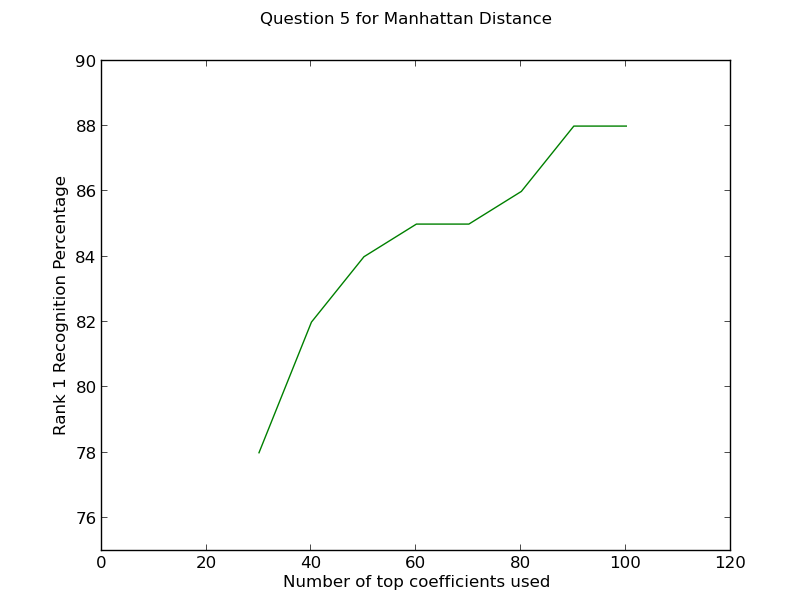 Question 5 for Manhattan Distance
90
88
86
84
82
80
78
76
Rank 1 Recognition Percentage
0 20 40 60 80 100 120
Number of top coefficients used